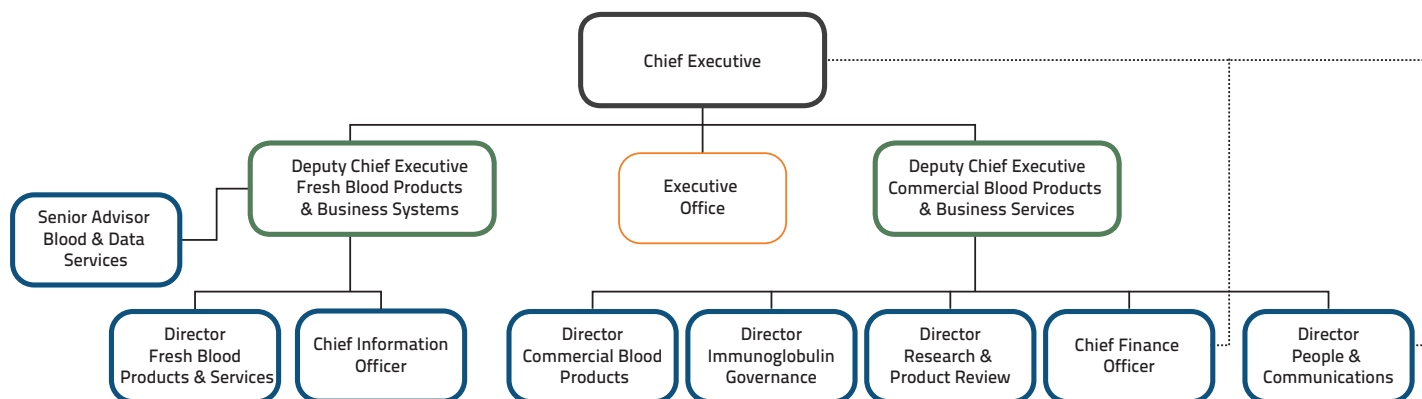 Chief Executive
Deputy Chief Executive
Fresh Blood Products
& Business Systems
Executive
Office
Deputy Chief Executive
Commercial Blood Products
& Business Services
Senior Advisor
Blood & Data
Services
Director
Fresh Blood
Products & Services
Chief Information
Officer
Director
Commercial Blood
Products
Director
Immunoglobulin
Governance
Director
Research &
Product Review
Chief Finance
Officer
Director
People &
Communications